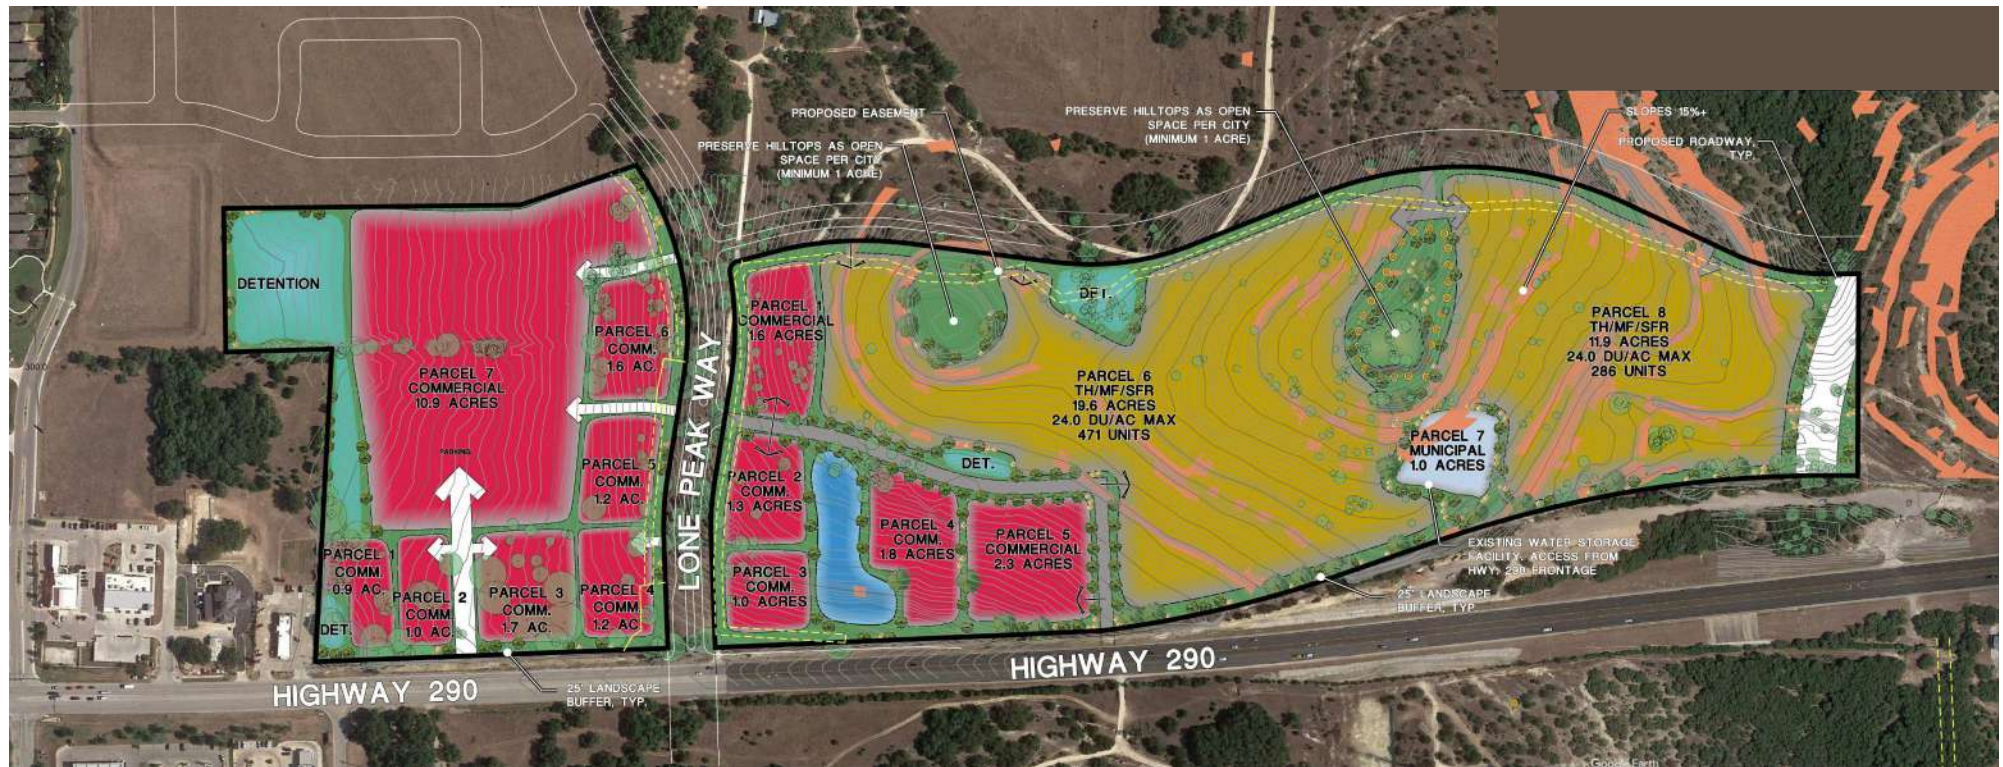 PROPOSED EASEMENT
PRESERVE HILLTOPS AS OPEN
SPACE PER CITY
(MINIMUM 1 ACRE)
PRESERVE HILLTOPS AS OPEN
SPACE PER CITY
(MINIMUM 1 ACRE)
SLOPES 15%+
PROPOSED ROADWAY,
TYP.
DETENTION
PARCEL 7
COMMERCIAL
10.9 ACRES
PARKING
PARCEL 6
COMM.
1.6 AC.
PARCEL 5
COMM.
1.2 AC.
PARCEL 1
COMM.
0.9 AC.
PARCEL 2
COMM.
1.0 AC.
PARCEL 3
COMM.
1.7 AC.
PARCEL 4
COMM.
1.2 AC.
DET.
LONE PEAK WAY
PARCEL 1
COMMERCIAL
1.6 ACRES
PARCEL 2
COMM.
1.3 ACRES
PARCEL 3
COMM.
1.0 ACRES
DET.
PARCEL 4
COMM.
1.8 ACRES
PARCEL 5
COMMERCIAL
2.3 ACRES
DET.
PARCEL 6
TH/MF/SFR
19.6 ACRES
24.0 DU/AC MAX
471 UNITS
PARCEL 7
MUNICIPAL
1.0 ACRES
PARCEL 8
TH/MF/SFR
11.9 ACRES
24.0 DU/AC MAX
286 UNITS
EXISTING WATER STORAGE
FACILITY, ACCESS FROM
HWY. 290 FRONTAGE
25' LANDSCAPE
BUFFER, TYP.
25' LANDSCAPE
BUFFER, TYP.
HIGHWAY 290
HIGHWAY 290
Google Earth